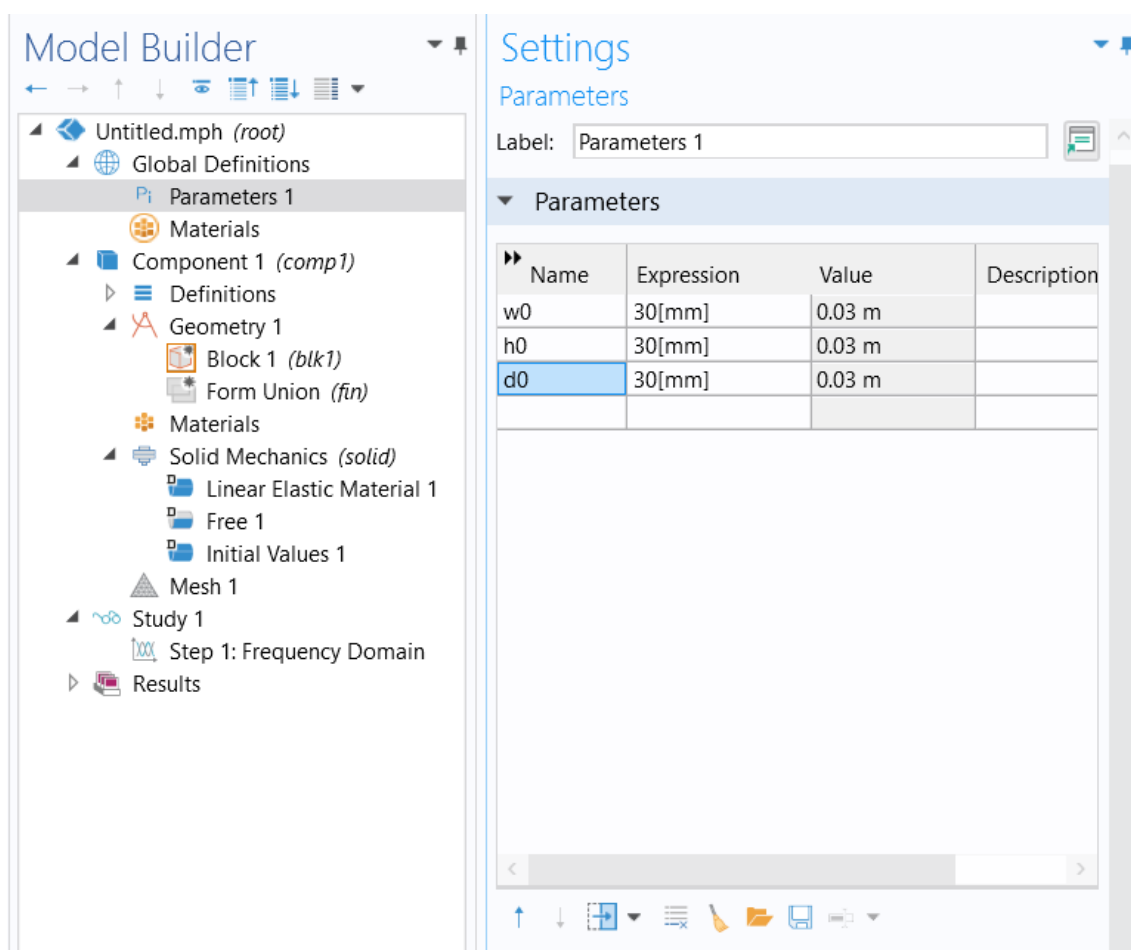 Model Builder
Untitled.mph (root)
Global Definitions
Pi Parameters 1
Materials
Component 1 (comp1)
Definitions
Geometry 1
Block 1 (blk1)
Form Union (fin)
Materials
Solid Mechanics (solid)
D Linear Elastic Material 1
D Free 1
D Initial Values 1
Mesh 1
Study 1
Step 1: Frequency Domain
Results
Settings
Parameters
Label: Parameters 1
Parameters
Name Expression Value Description
w0 30[mm] 0.03 m
h0 30[mm] 0.03 m
d0 30[mm] 0.03 m